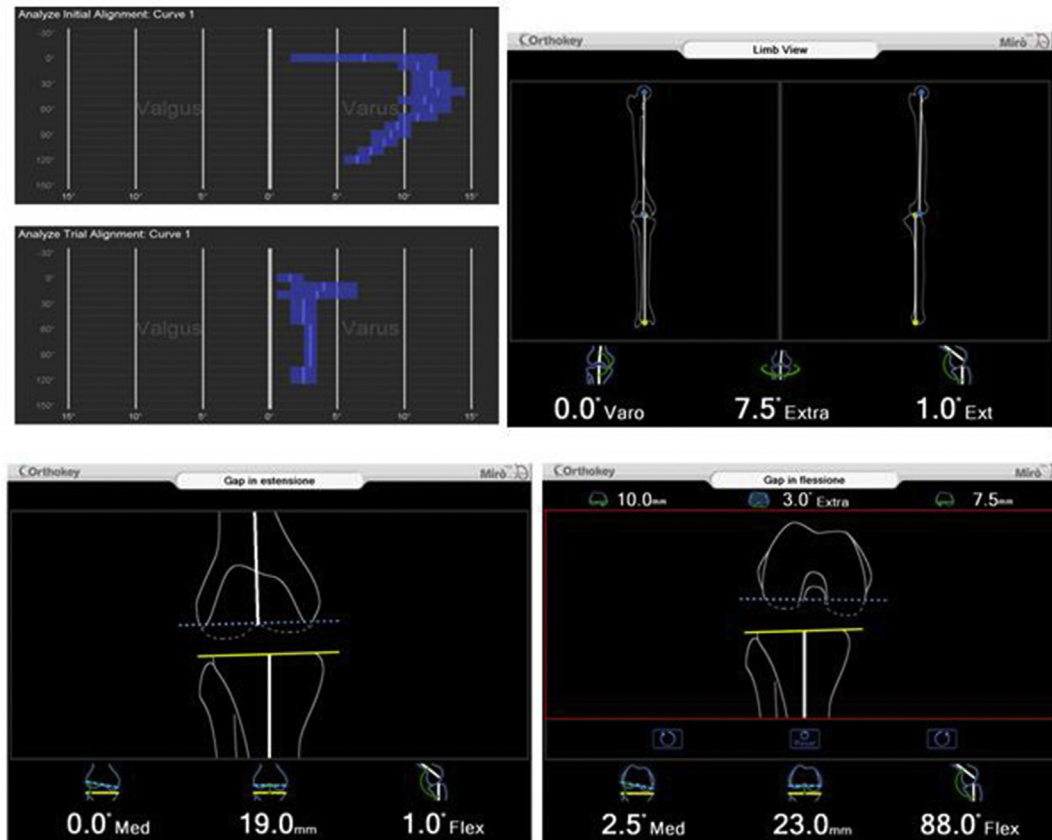 Analyze Initial Alignment: Curve 1
-30°
0°
30°
60°
90°
120°
150°
Valgus
Varus
15° 10° 5° 0° 5° 10° 15°
Analyze Trial Alignment: Curve 1
-30°
0°
30°
60°
90°
120°
150°
Valgus
Varus
15° 10° 5° 0° 5° 10° 15°
Orthokey
Limb View
Mirò
0.0° Varo
7.5° Extra
1.0° Ext
Orthokey
Gap in estensione
Mirò
0.0° Med
19.0mm
1.0° Flex
Orthokey
Gap in flessione
Mirò
10.0mm
3.0° Extra
7.5mm
2.5° Med
23.0mm
88.0° Flex